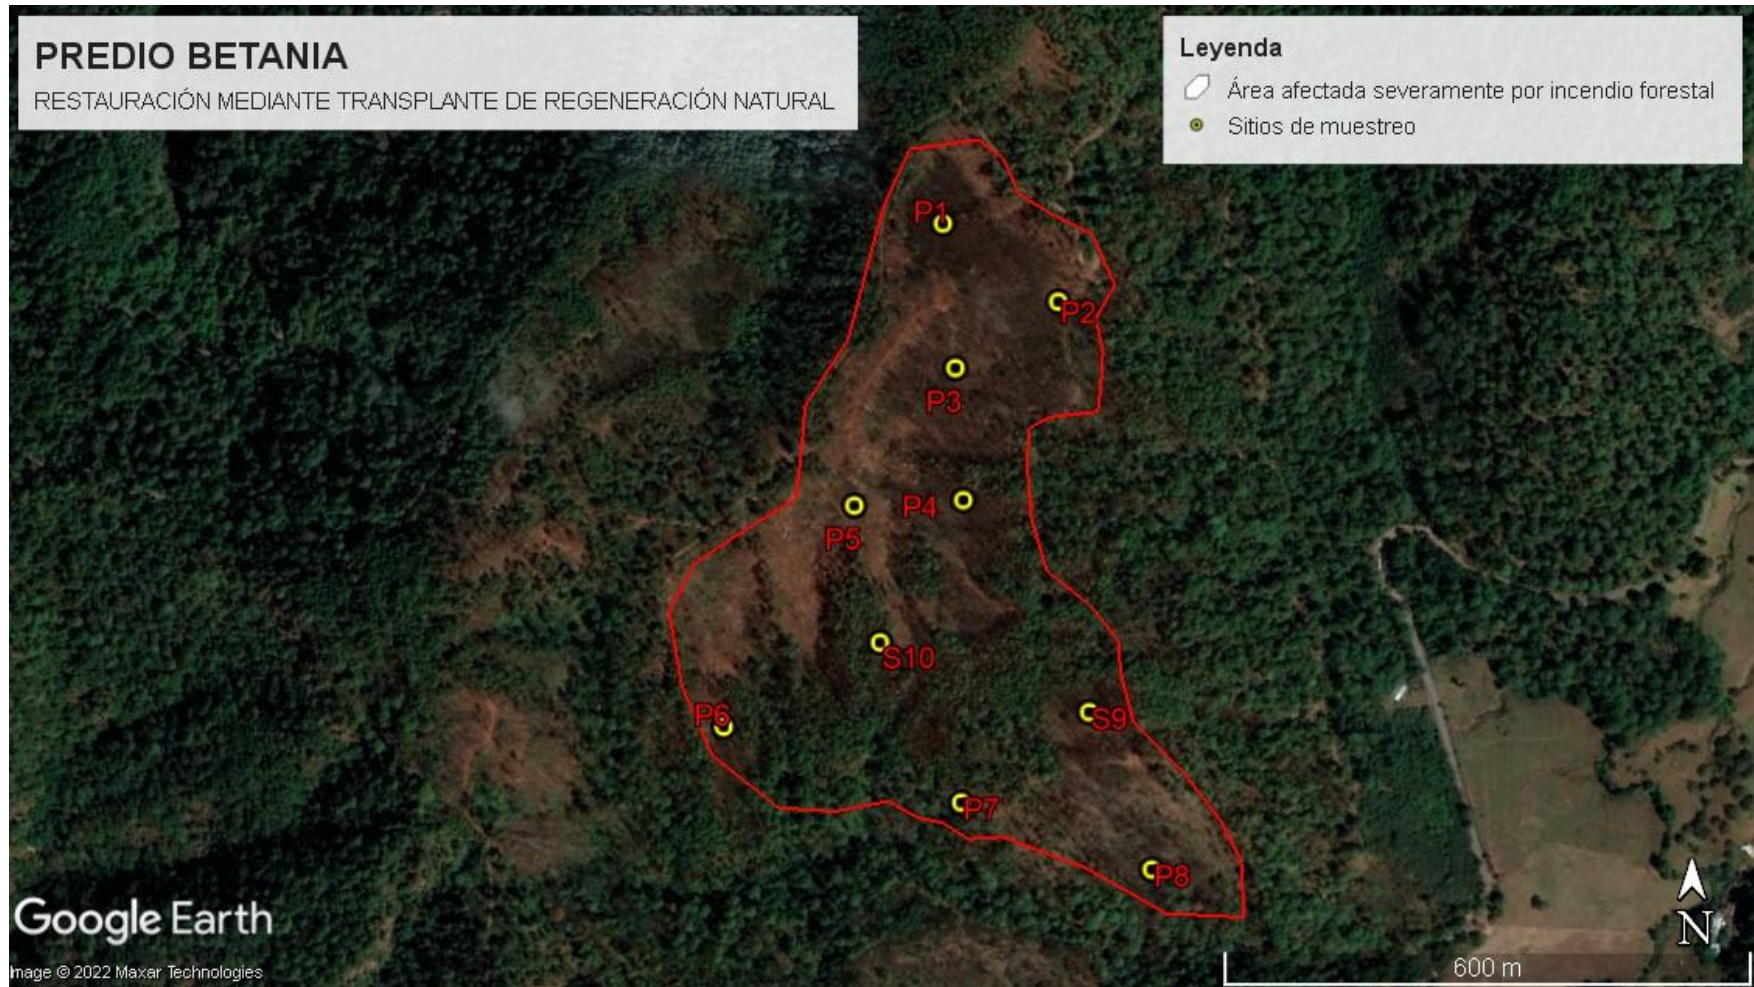 PREDIO BETANIA
RESTAURACIÓN MEDIANTE TRANSPLANTE DE REGENERACIÓN NATURAL
Leyenda
Área afectada severamente por incendio forestal
Sitios de muestreo
P1
P2
P3
P4
P5
S10
P6
S9
P7
P8
Google Earth
Image © 2022 Maxar Technologies
N
600 m